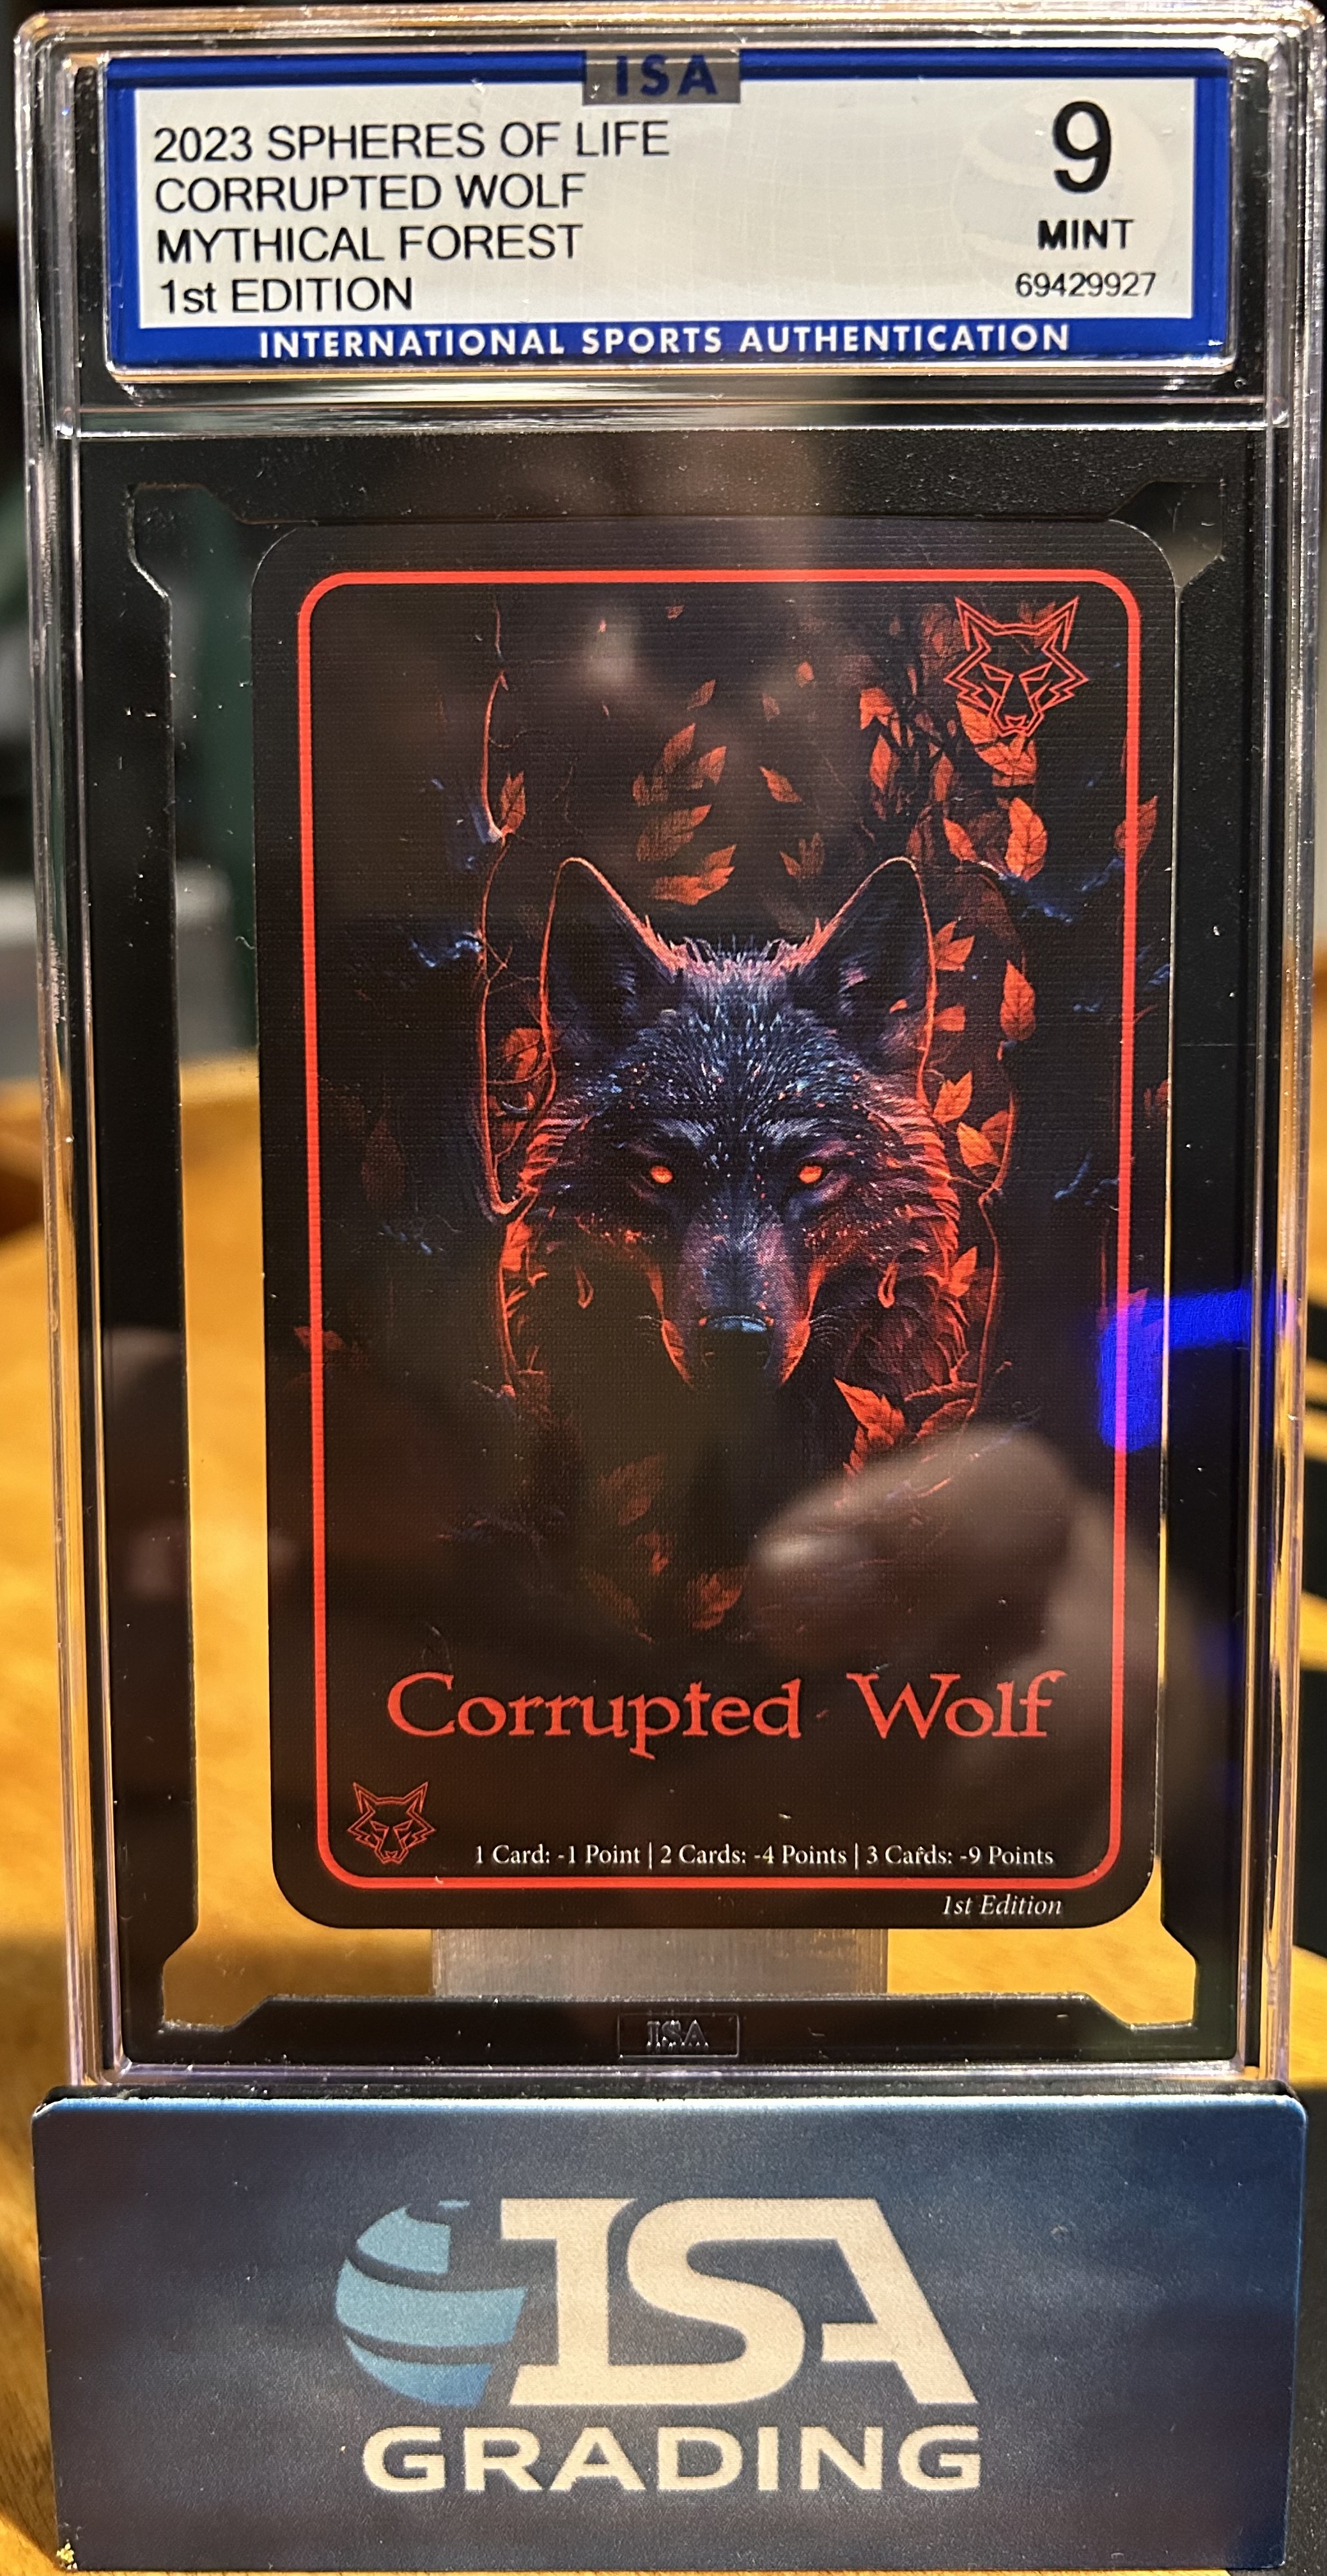 ISA
2023 SPHERES OF LIFE
CORRUPTED WOLF
MYTHICAL FOREST
1st EDITION
9
MINT
69429927
INTERNATIONAL SPORTS AUTHENTICATION
Corrupted Wolf
1 Card: -1 Point | 2 Cards: -4 Points | 3 Cards: -9 Points
1st Edition
ISA
ISA
GRADING